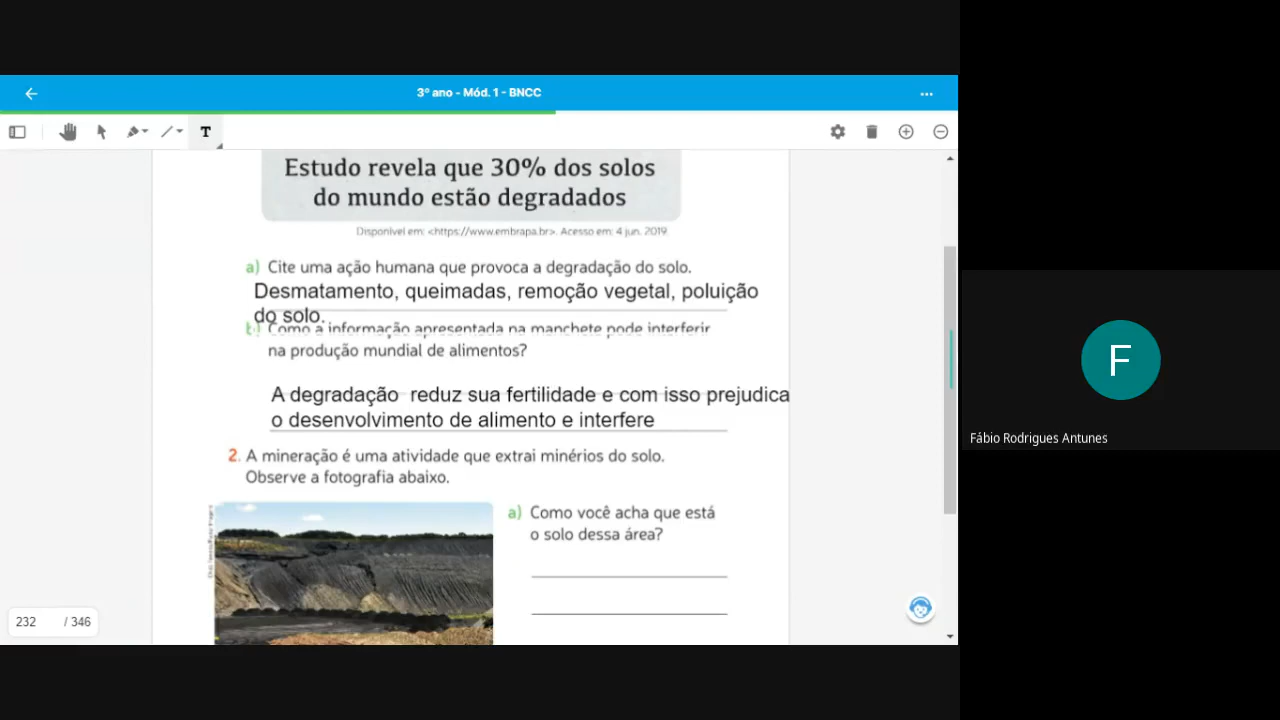 3º ano - Mód. 1 - BNCC
T
Estudo revela que 30% dos solos
do mundo estão degradados
Disponível em: <https://www.embrapa.br>. Acesso em: 4 jun. 2019.
a) Cite uma ação humana que provoca a degradação do solo.
Desmatamento, queimadas, remoção vegetal, poluição
do solo.
b) Como a informação apresentada na manchete pode interferir
na produção mundial de alimentos?
A degradação  reduz sua fertilidade e com isso prejudica
o desenvolvimento de alimento e interfere
2. A mineração é uma atividade que extrai minérios do solo.
Observe a fotografia abaixo.
a) Como você acha que está
o solo dessa área?
232 / 346
F
Fábio Rodrigues Antunes